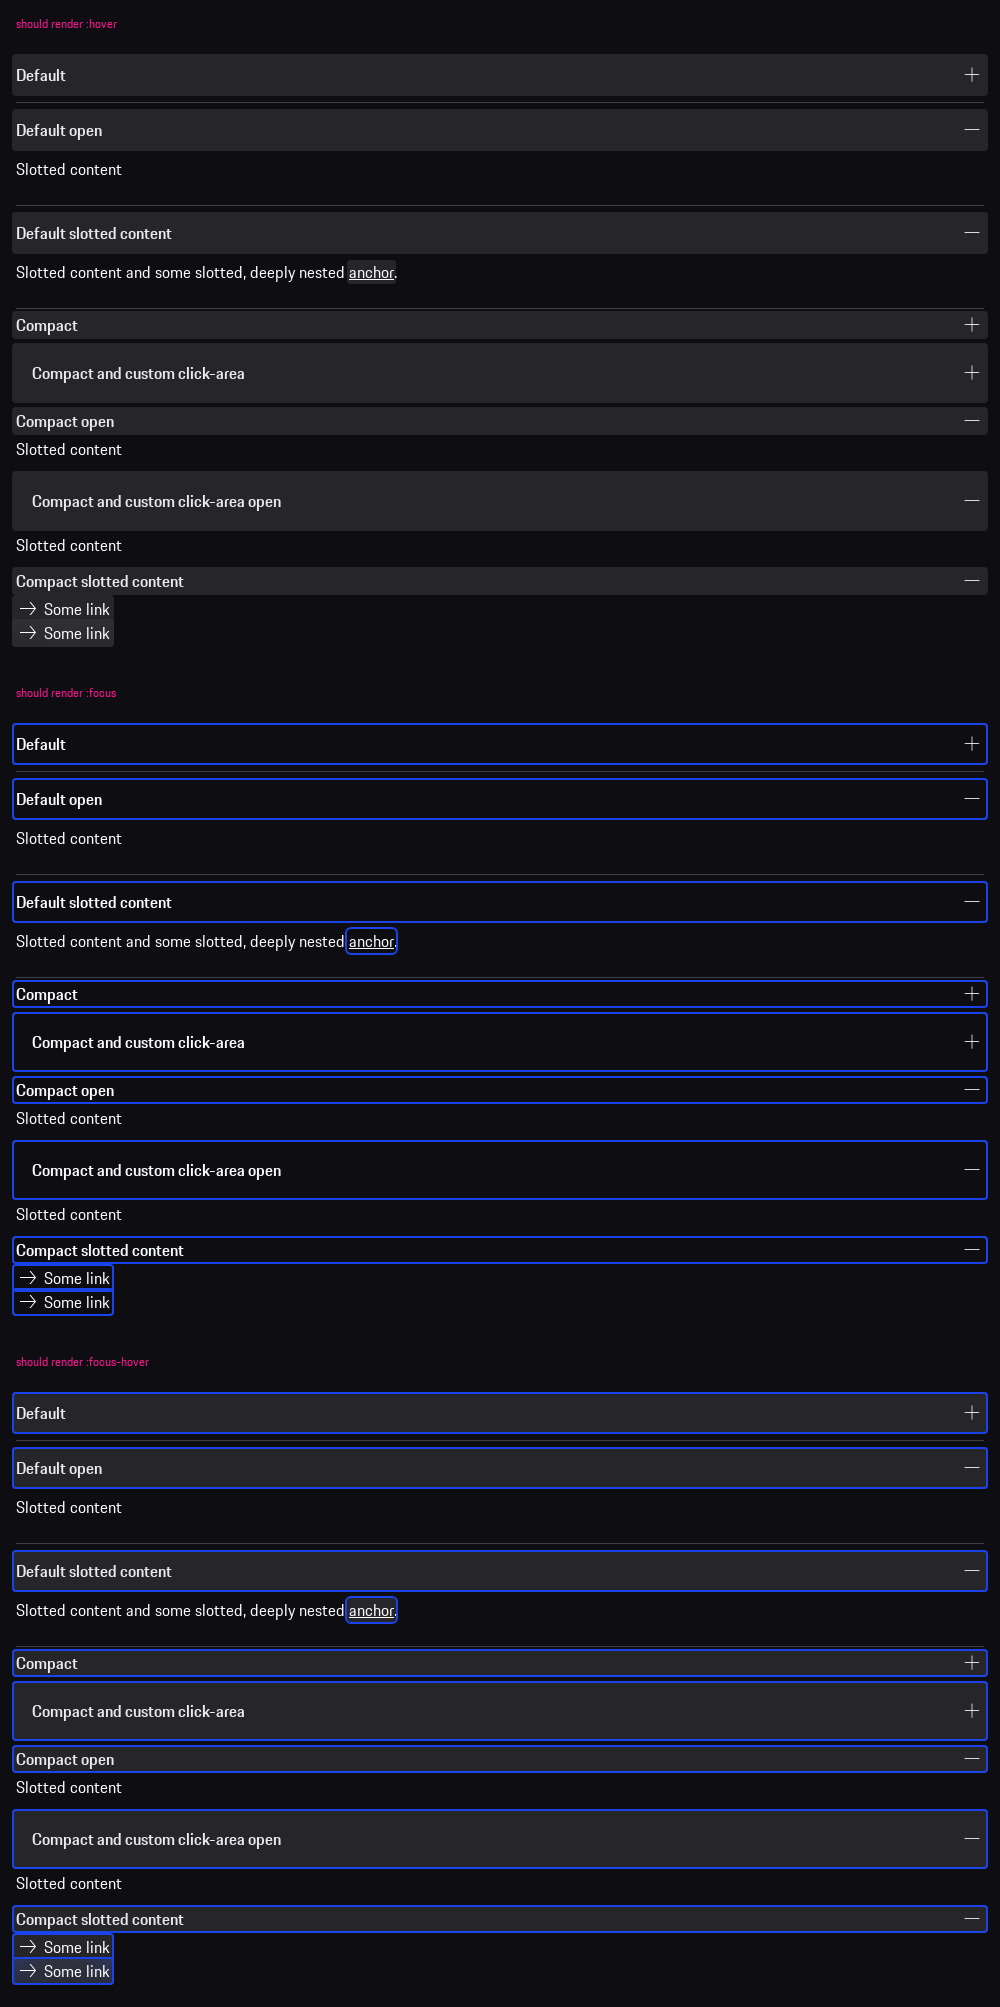 should render :hover
Default
Default open
Slotted content
Default slotted content
Slotted content and some slotted, deeply nested anchor.
Compact
Compact and custom click-area
Compact open
Slotted content
Compact and custom click-area open
Slotted content
Compact slotted content
Some link
Some link
should render :focus
Default
Default open
Slotted content
Default slotted content
Slotted content and some slotted, deeply nested anchor.
Compact
Compact and custom click-area
Compact open
Slotted content
Compact and custom click-area open
Slotted content
Compact slotted content
Some link
Some link
should render :focus-hover
Default
Default open
Slotted content
Default slotted content
Slotted content and some slotted, deeply nested anchor.
Compact
Compact and custom click-area
Compact open
Slotted content
Compact and custom click-area open
Slotted content
Compact slotted content
Some link
Some link